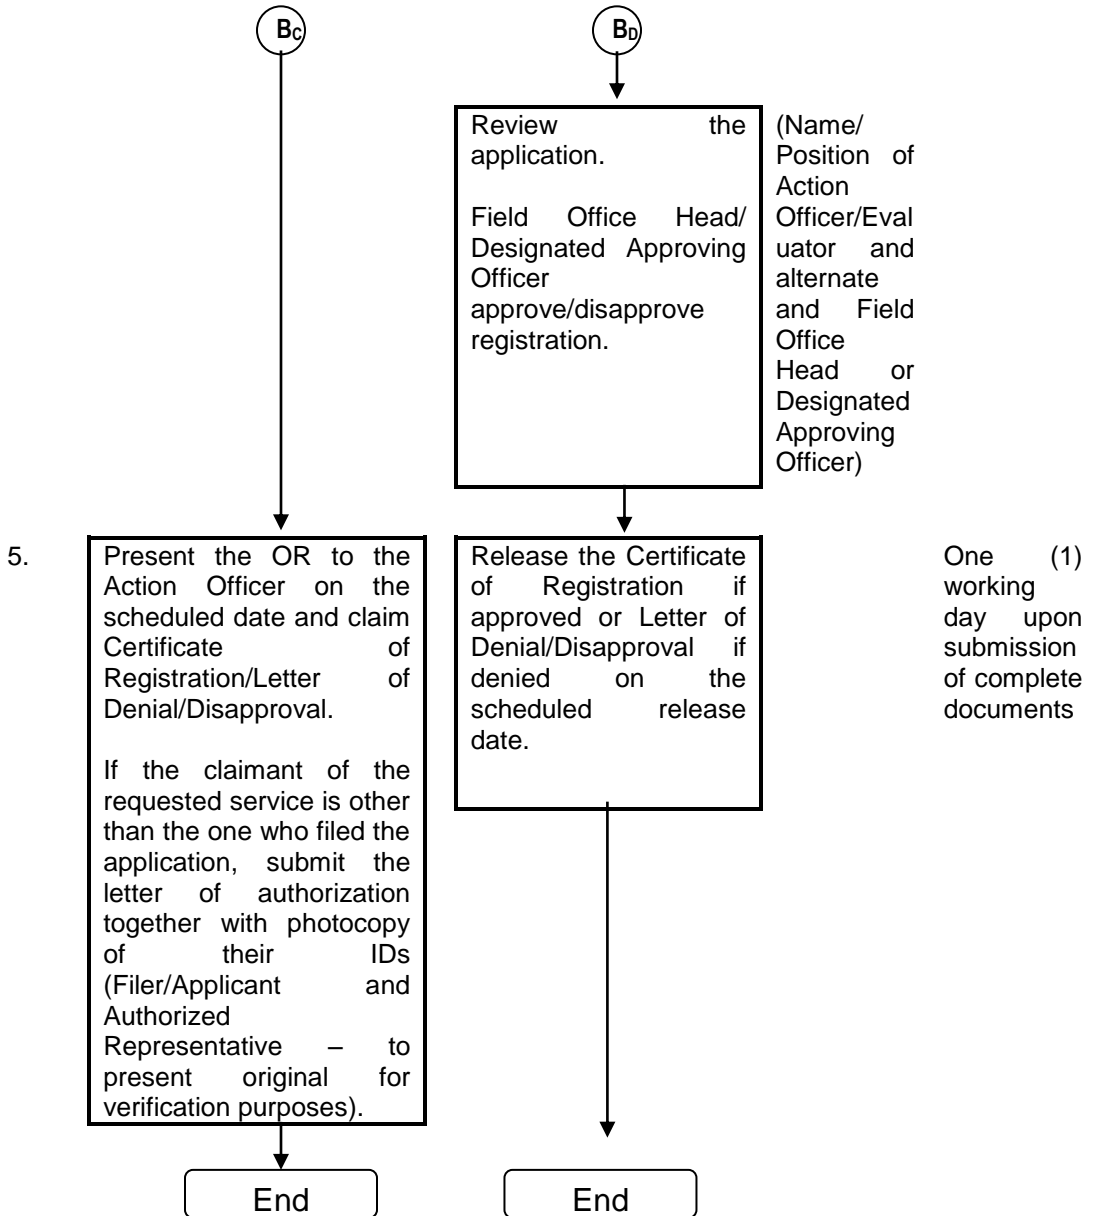 BC
BD
Review the
application.
Field Office Head/
Designated Approving
Officer
approve/disapprove
registration.
(Name/
Position of
Action
Officer/Eval
uator and
alternate
and Field
Office
Head or
Designated
Approving
Officer)
5.
Present the OR to the
Action Officer on the
scheduled date and claim
Certificate of
Registration/Letter of
Denial/Disapproval.
If the claimant of the
requested service is other
than the one who filed the
application, submit the
letter of authorization
together with photocopy
of their IDs
(Filer/Applicant and
Authorized
Representative – to
present original for
verification purposes).
Release the Certificate
of Registration if
approved or Letter of
Denial/Disapproval if
denied on the
scheduled release
date.
One (1)
working
day upon
submission
of complete
documents
End
End